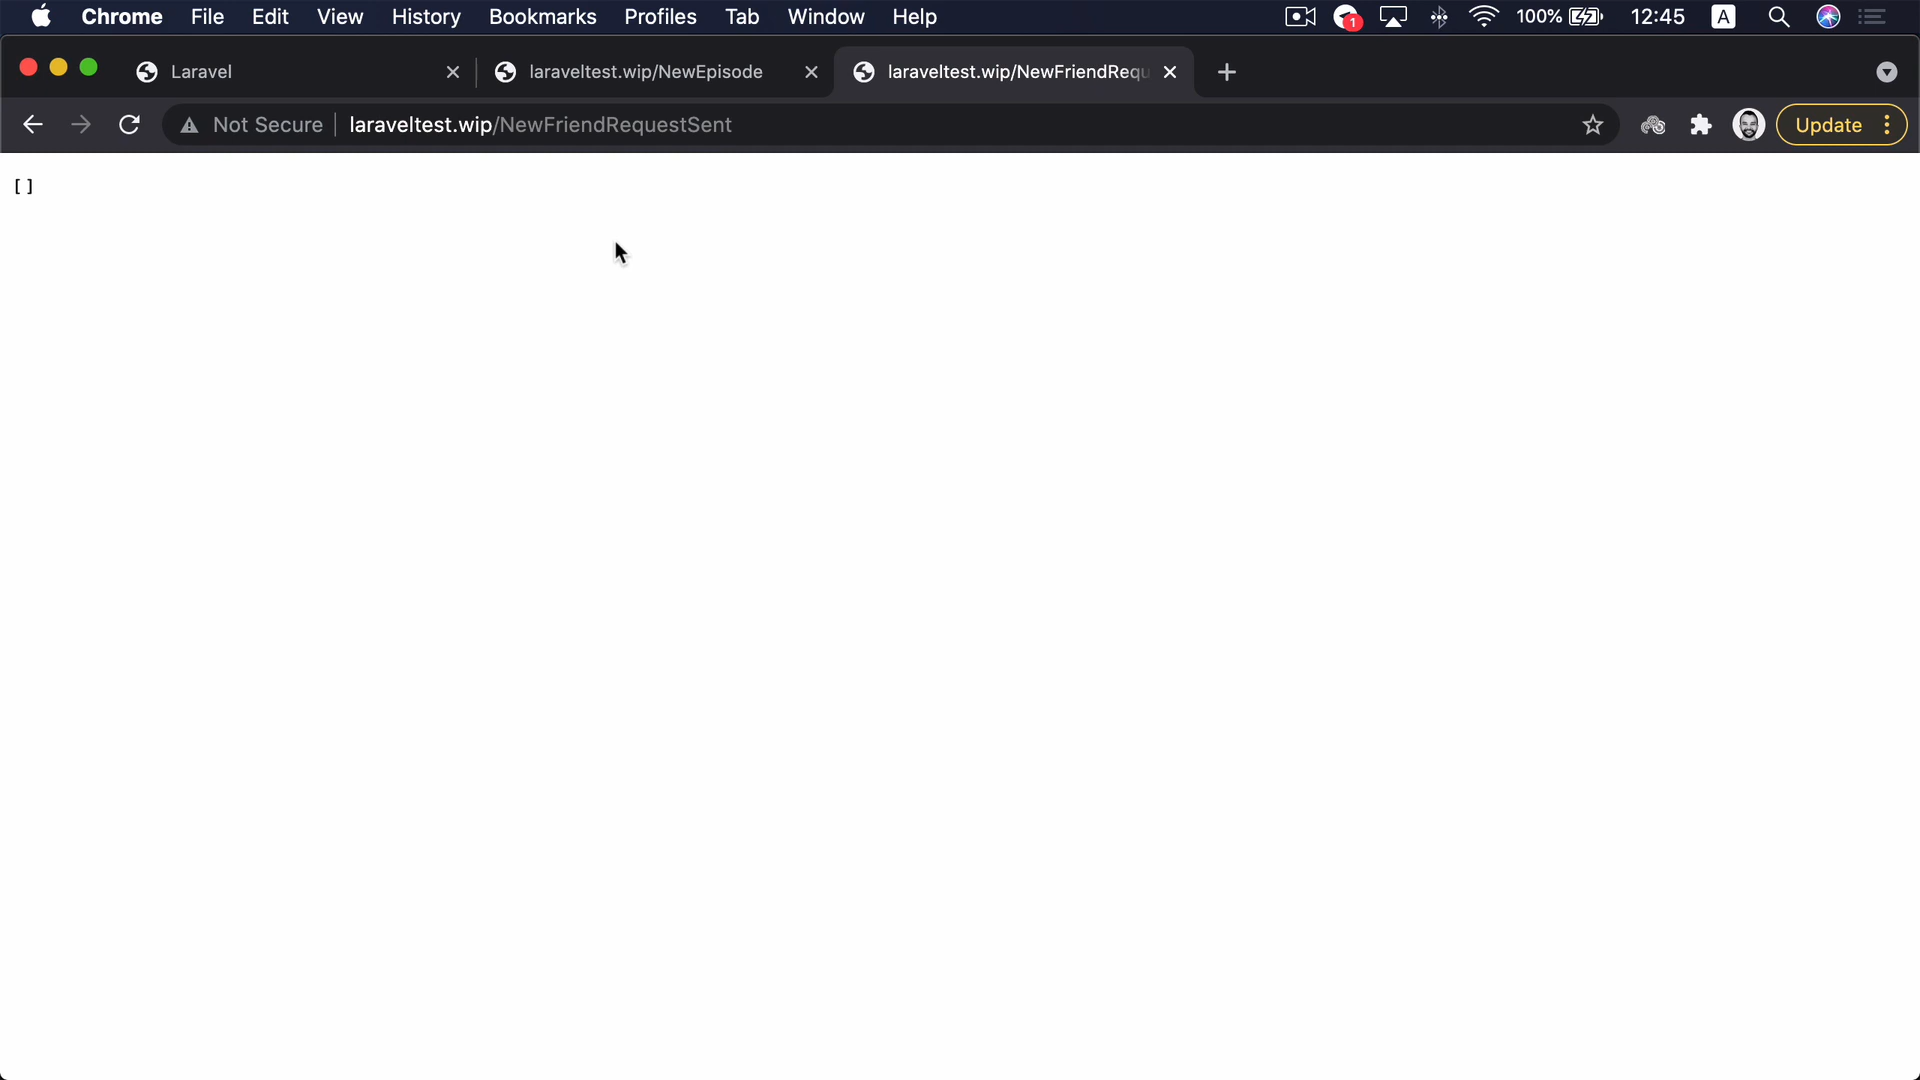 Chrome File Edit View History Bookmarks Profiles Tab Window Help 1 100% 12:45 A
Laravel laraveltest.wip/NewEpisode laraveltest.wip/NewFriendRequ
Not Secure laraveltest.wip/NewFriendRequestSent Update
[]